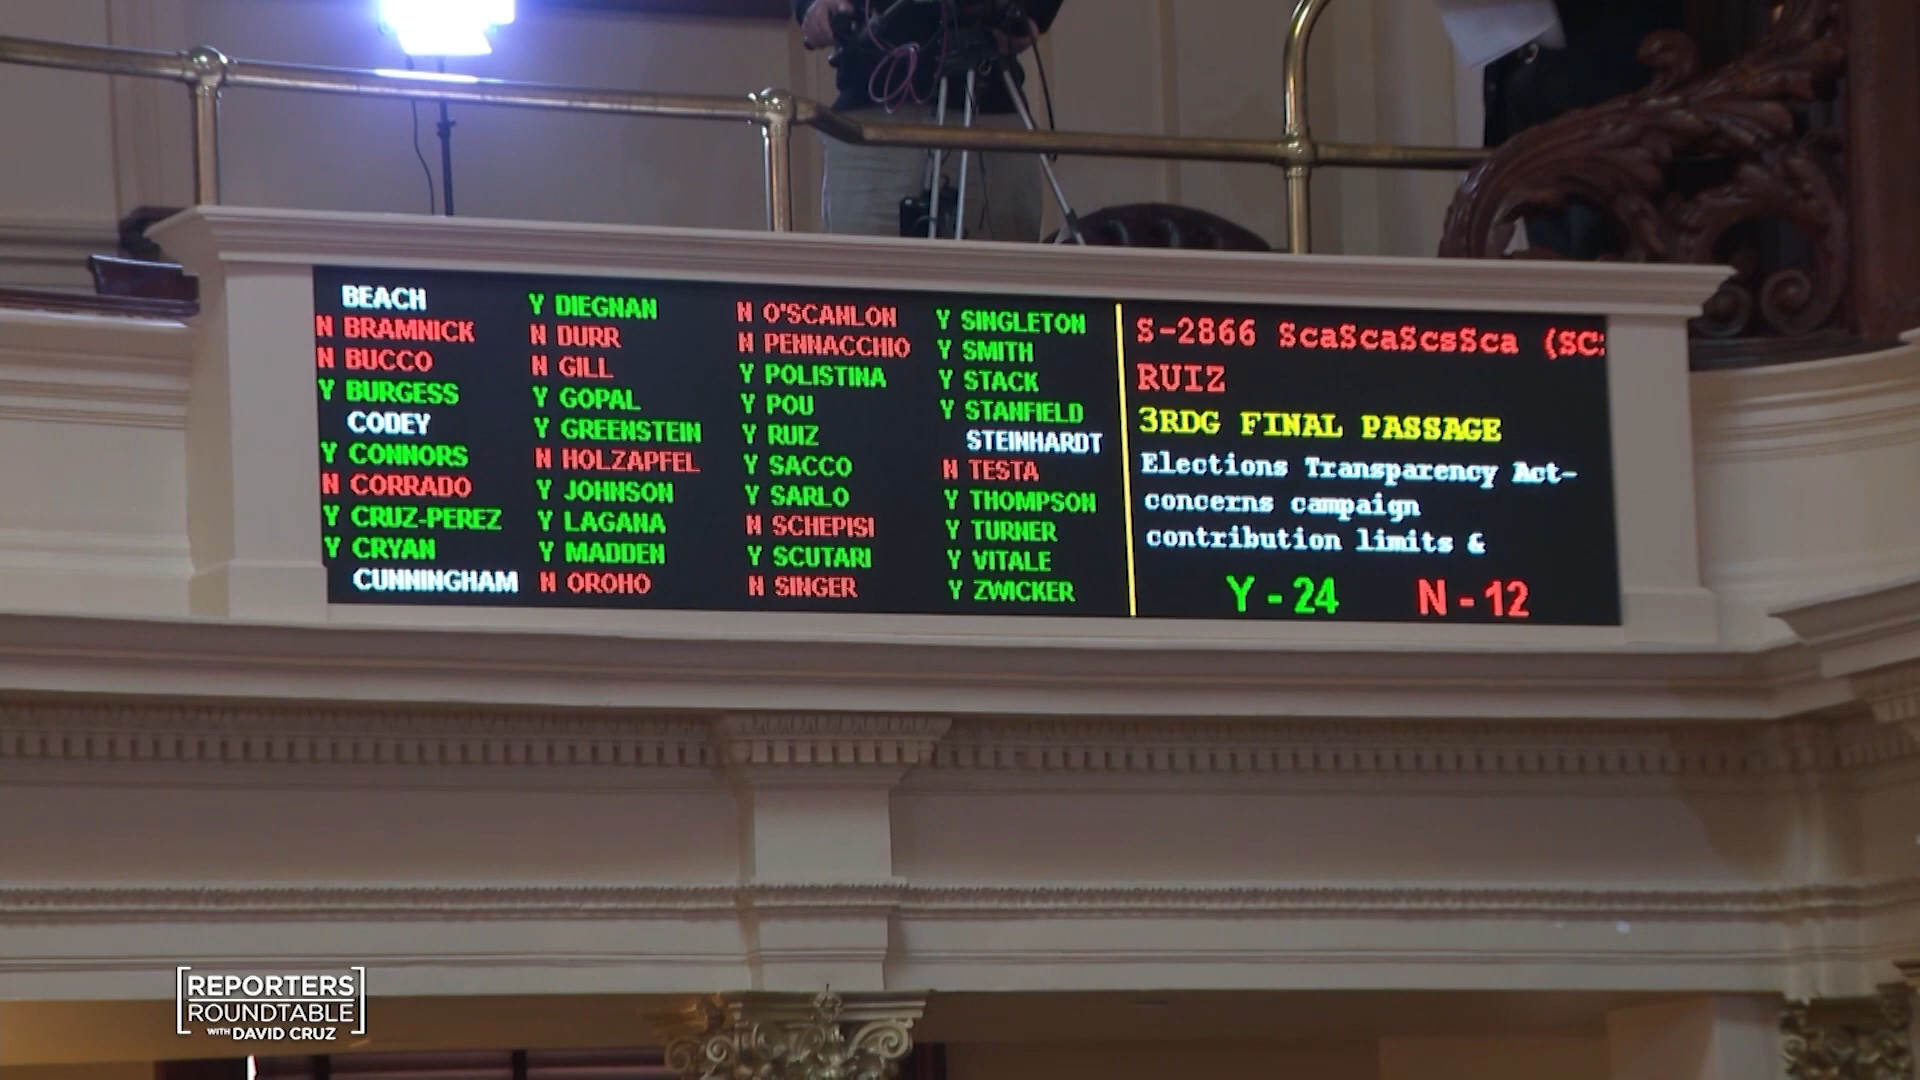 BEACH
N BRAMNICK
N BUCCO
Y BURGESS
CODEY
Y CONNORS
N CORRADO
Y CRUZ-PEREZ
Y CRYAN
CUNNINGHAM
Y DIEGNAN
N DURR
N GILL
Y GOPAL
Y GREENSTEIN
N HOLZAPFEL
Y JOHNSON
Y LAGANA
Y MADDEN
N OROHO
N O'SCANLON
N PENNACCHIO
Y POLISTINA
Y POU
Y RUIZ
Y SACCO
Y SARLO
N SCHEPISI
Y SCUTARI
N SINGER
Y SINGLETON
Y SMITH
Y STACK
Y STANFIELD
STEINHARDT
N TESTA
Y THOMPSON
Y TURNER
Y VITALE
Y ZWICKER
S-2866 ScaScaScsSca
RUIZ
3RDG FINAL PASSAGE
Elections Transparency Act-
concerns campaign
contribution limits &
Y - 24 N - 12
REPORTERS
ROUNDTABLE
WITH DAVID CRUZ